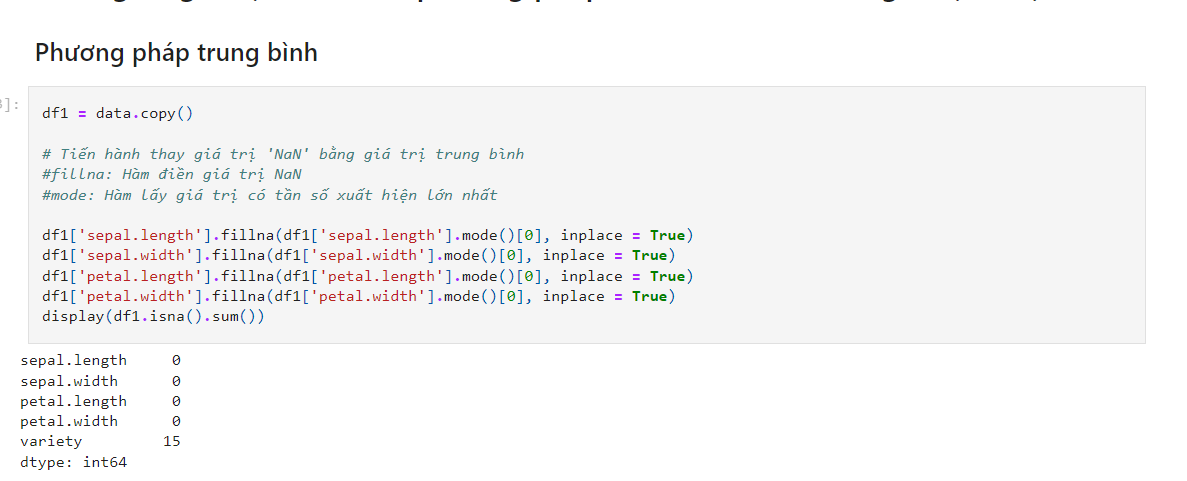 Phương pháp trung bình
]:
df1 = data.copy()
# Tiến hành thay giá trị 'NaN' bằng giá trị trung bình
#fillna: Hàm điền giá trị NaN
#mode: Hàm lấy giá trị có tần số xuất hiện lớn nhất
df1['sepal.length'].fillna(df1['sepal.length'].mode()[0], inplace = True)
df1['sepal.width'].fillna(df1['sepal.width'].mode()[0], inplace = True)
df1['petal.length'].fillna(df1['petal.length'].mode()[0], inplace = True)
df1['petal.width'].fillna(df1['petal.width'].mode()[0], inplace = True)
display(df1.isna().sum())
sepal.length     0
sepal.width      0
petal.length     0
petal.width      0
variety         15
dtype: int64